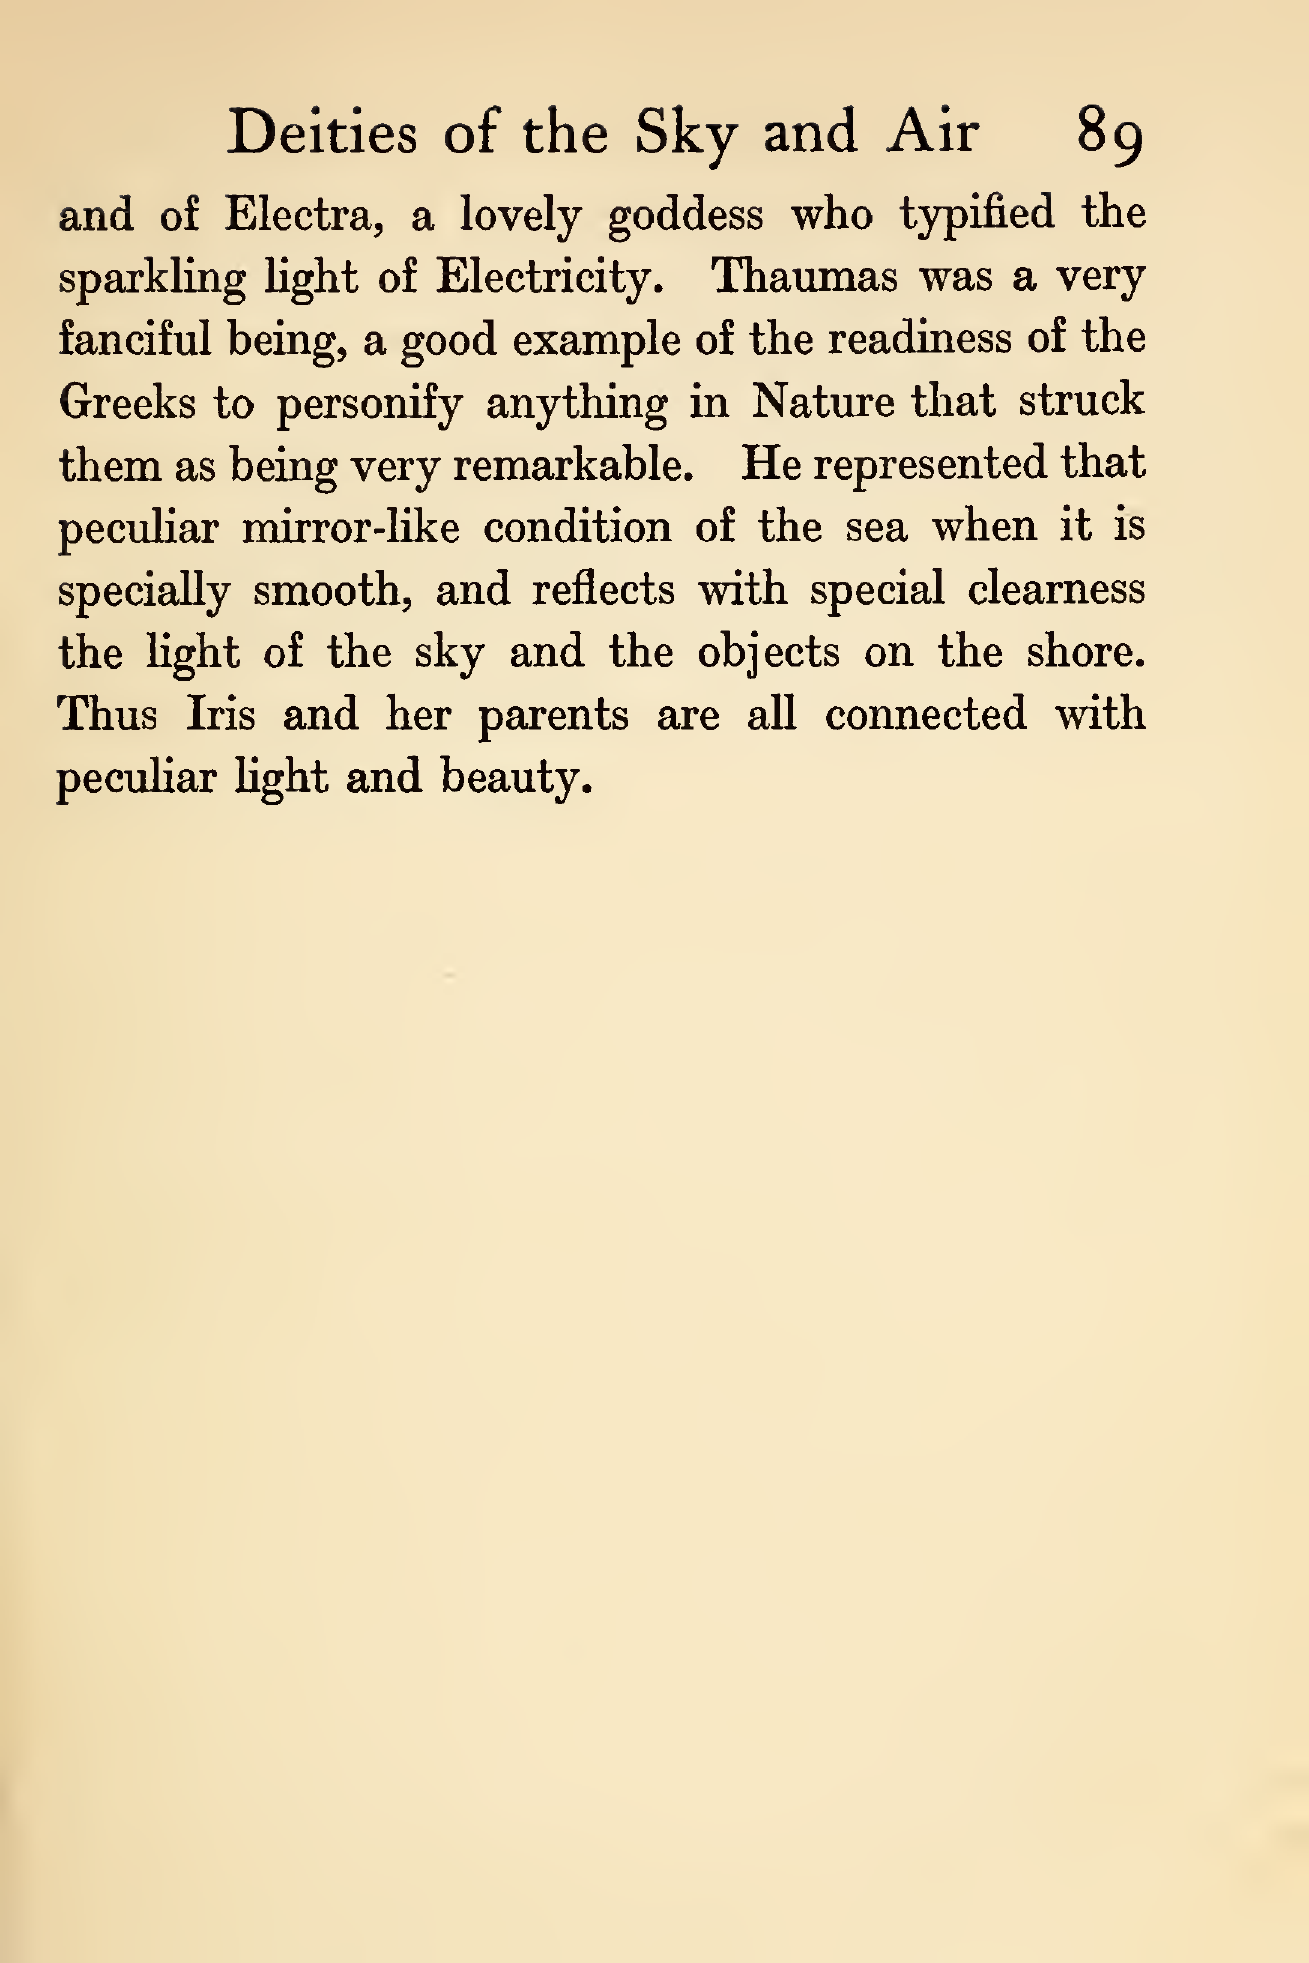 Deities of the Sky and Air 89
and of Electra, a lovely goddess who typified the
sparkling light of Electricity. Thaumas was a very
fanciful being, a good example of the readiness of the
Greeks to personify anything in Nature that struck
them as being very remarkable. He represented that
peculiar mirror-like condition of the sea when it is
specially smooth, and reflects with special clearness
the light of the sky and the objects on the shore.
Thus Iris and her parents are all connected with
peculiar light and beauty.